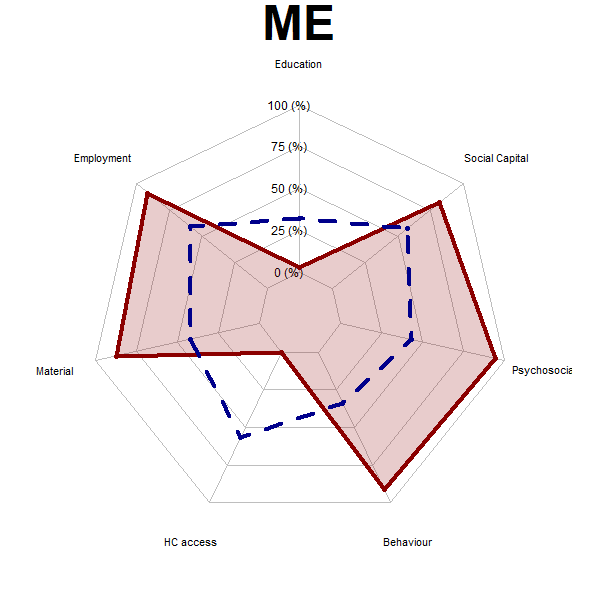 ME
Education
100 (%)
Employment
Social Capital
75 (%)
50 (%)
25 (%)
0 (%)
Material
Psychosocia
HC access
Behaviour